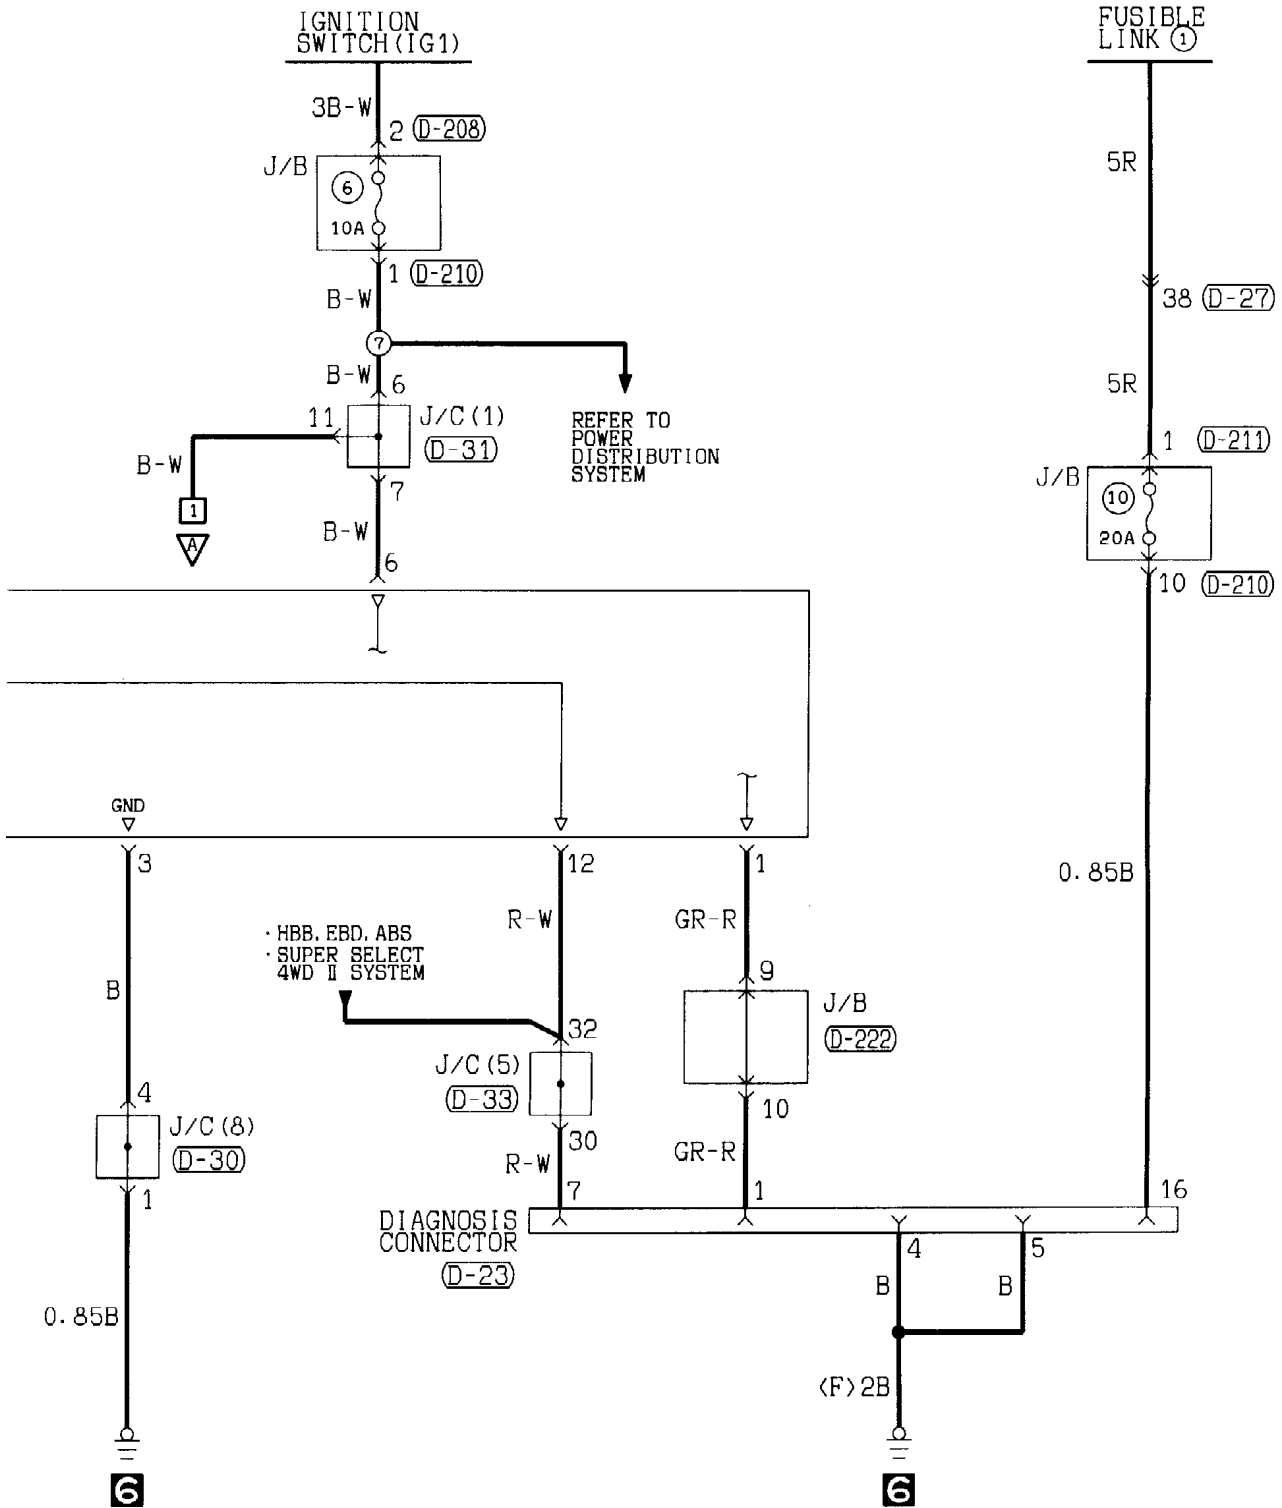 IGNITION
SWITCH(IG1)
FUSIBLE
LINK ①
3B-W
2 (D-208)
J/B
6
10A
1 (D-210)
B-W
7
B-W
6
11
J/C(1)
(D-31)
7
B-W
1
A
B-W
6
REFER TO
POWER
DISTRIBUTION
SYSTEM
5R
38 (D-27)
5R
1 (D-211)
J/B
10
20A
10 (D-210)
GND
3
12
1
0.85B
R-W
GR-R
· HBB, EBD, ABS
· SUPER SELECT
4WD Ⅱ SYSTEM
B
9
J/B
(D-222)
32
J/C(5)
(D-33)
4
J/C(8)
(D-30)
10
30
1
R-W
GR-R
7
1
16
DIAGNOSIS
CONNECTOR
(D-23)
4
5
B
B
0.85B
<F>2B
6
6